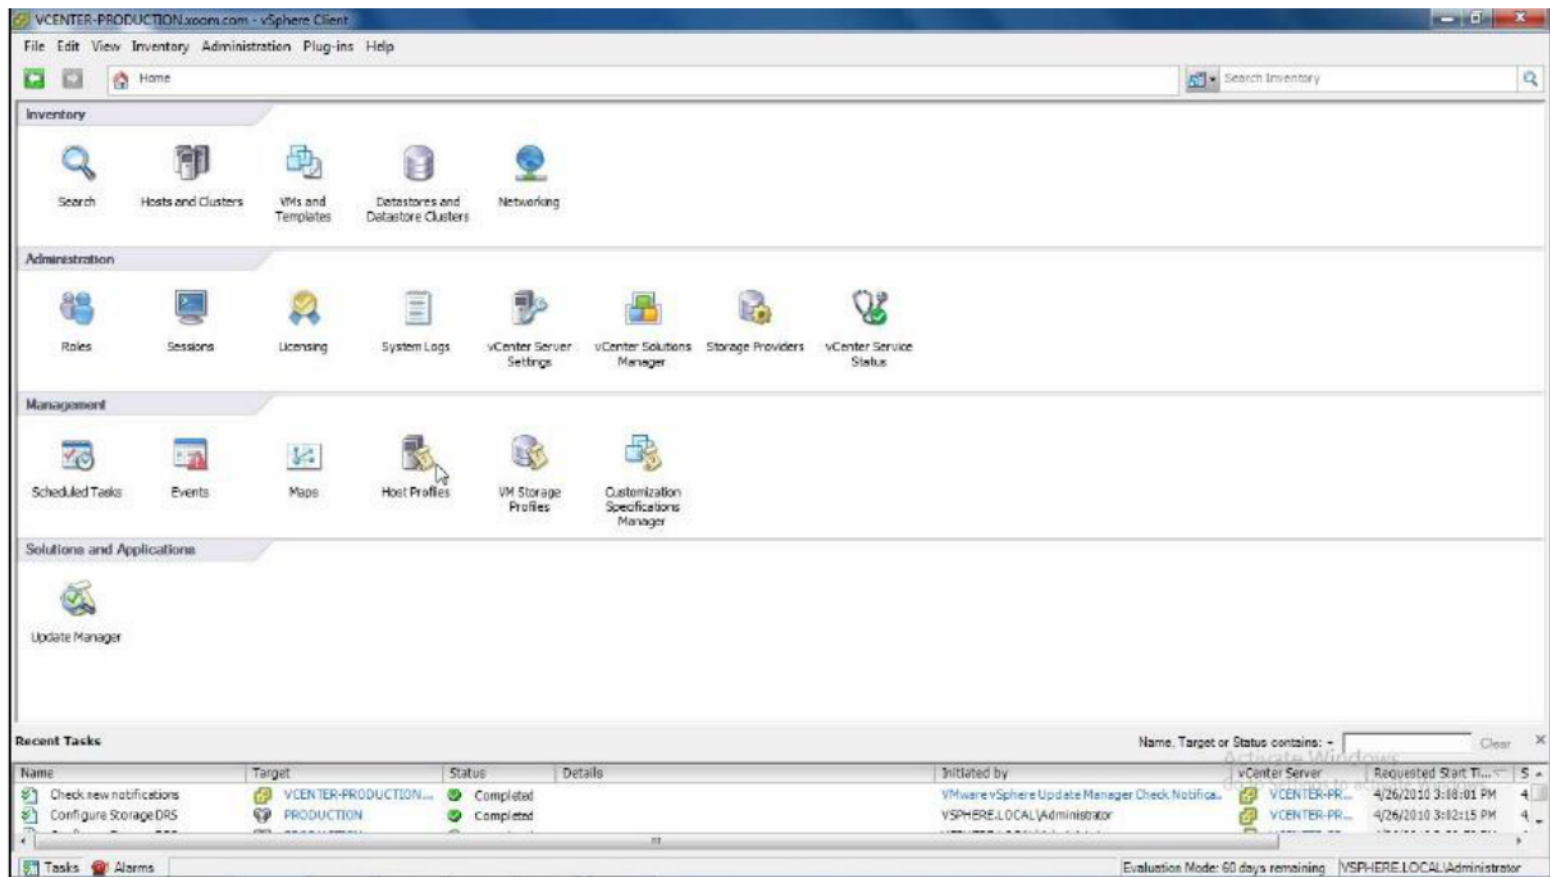 VCENTER-PRODUCTION.xoom.com - vSphere Client
File Edit View Inventory Administration Plug-ins Help
Home
Search Inventory
Inventory
Search
Hosts and Clusters
VMs and Templates
Datastores and Datastore Clusters
Networking
Administration
Roles
Sessions
Licensing
System Logs
vCenter Server Settings
vCenter Solutions Manager
Storage Providers
vCenter Service Status
Management
Scheduled Tasks
Events
Maps
Host Profiles
VM Storage Profiles
Customization Specifications Manager
Solutions and Applications
Update Manager
Recent Tasks
Name, Target or Status contains:
Clear
Activate Windows
Name Target Status Details Initiated by vCenter Server Requested Start Ti... S
Check new notifications VCENTER-PRODUCTION... Completed VMware vSphere Update Manager Check Notifica... VCENTER-PR... 4/26/2010 3:08:01 PM 4
Configure Storage DRS PRODUCTION Completed VSPHERE.LOCAL\Administrator VCENTER-PR... 4/26/2010 3:02:15 PM 4
Tasks Alarms
Evaluation Mode: 60 days remaining VSPHERE.LOCAL\Administrator